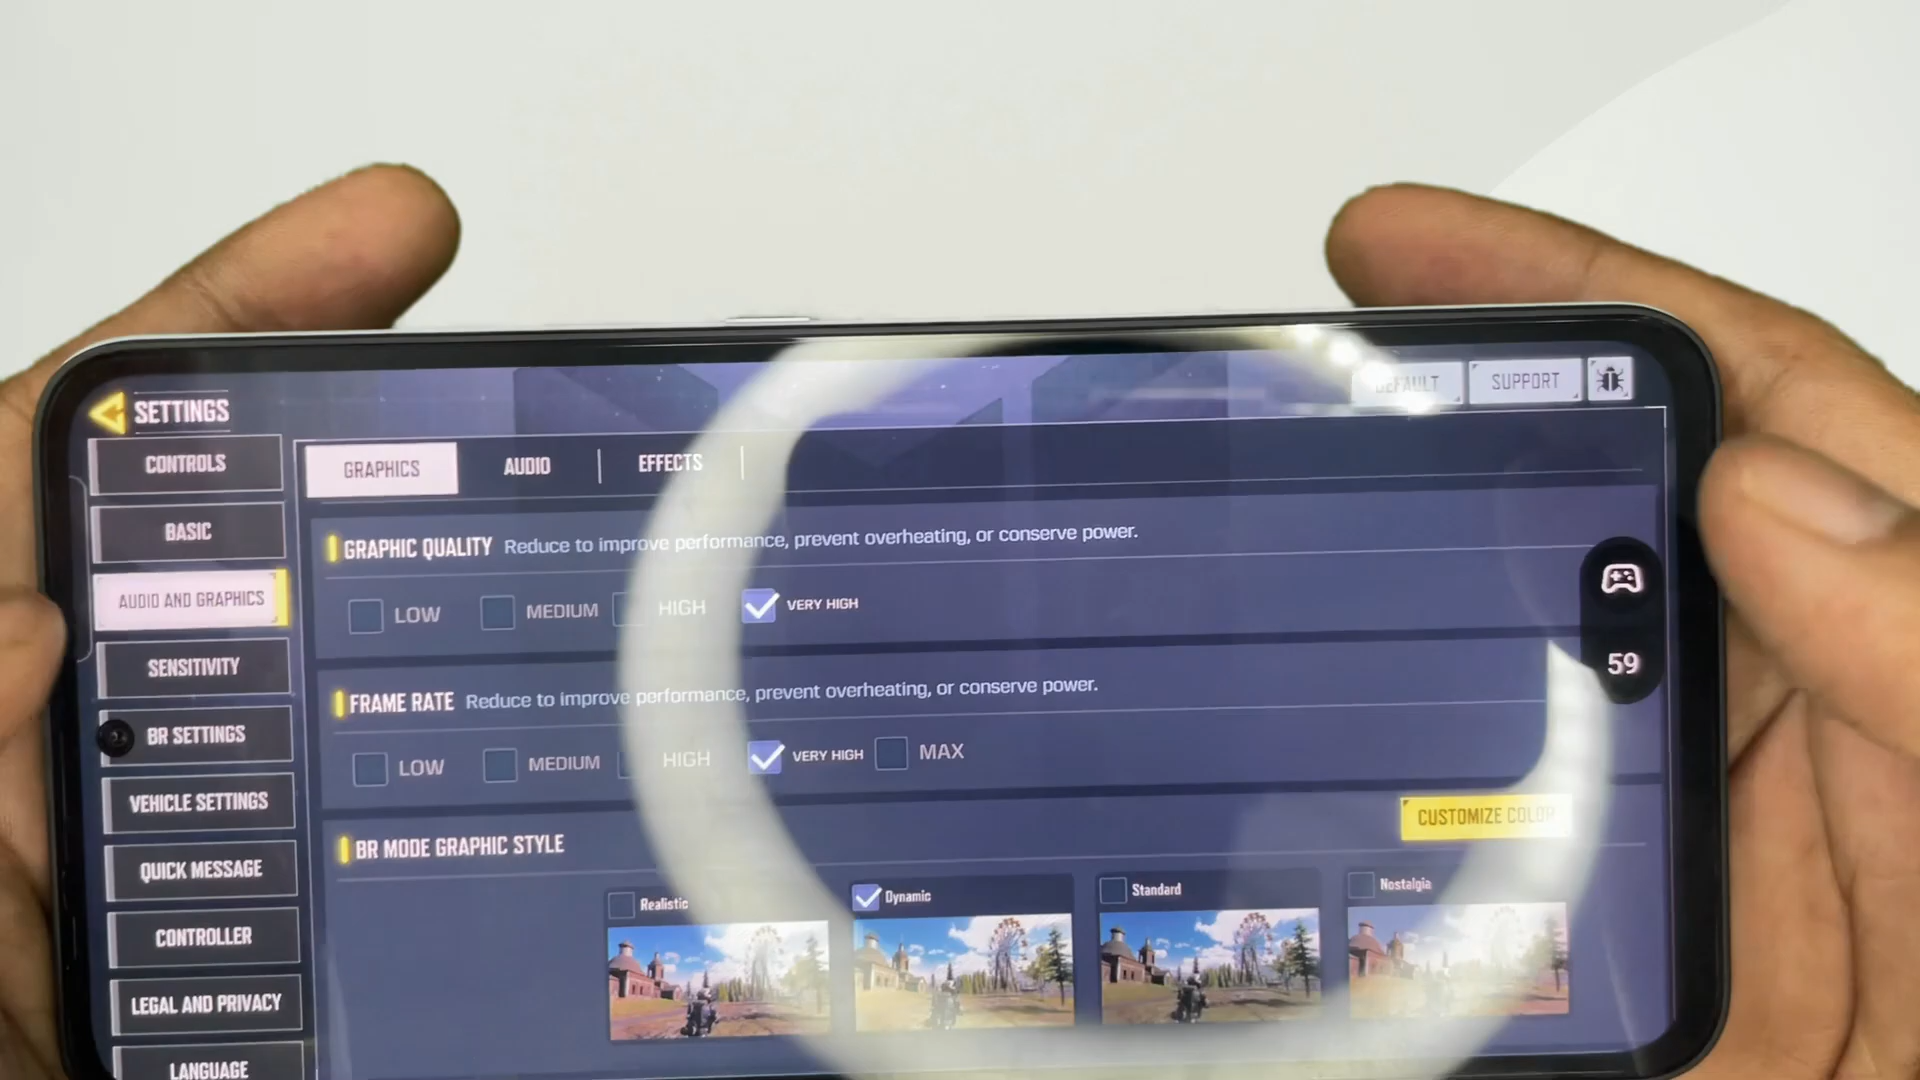 SETTINGS
DEFAULT
SUPPORT
CONTROLS
BASIC
AUDIO AND GRAPHICS
SENSITIVITY
BR SETTINGS
VEHICLE SETTINGS
QUICK MESSAGE
CONTROLLER
LEGAL AND PRIVACY
LANGUAGE
GRAPHICS
AUDIO
EFFECTS
GRAPHIC QUALITY Reduce to improve performance, prevent overheating, or conserve power.
LOW MEDIUM HIGH VERY HIGH
FRAME RATE Reduce to improve performance, prevent overheating, or conserve power.
LOW MEDIUM HIGH VERY HIGH MAX
BR MODE GRAPHIC STYLE
CUSTOMIZE COLOR
Realistic Dynamic Standard Nostalgia
59